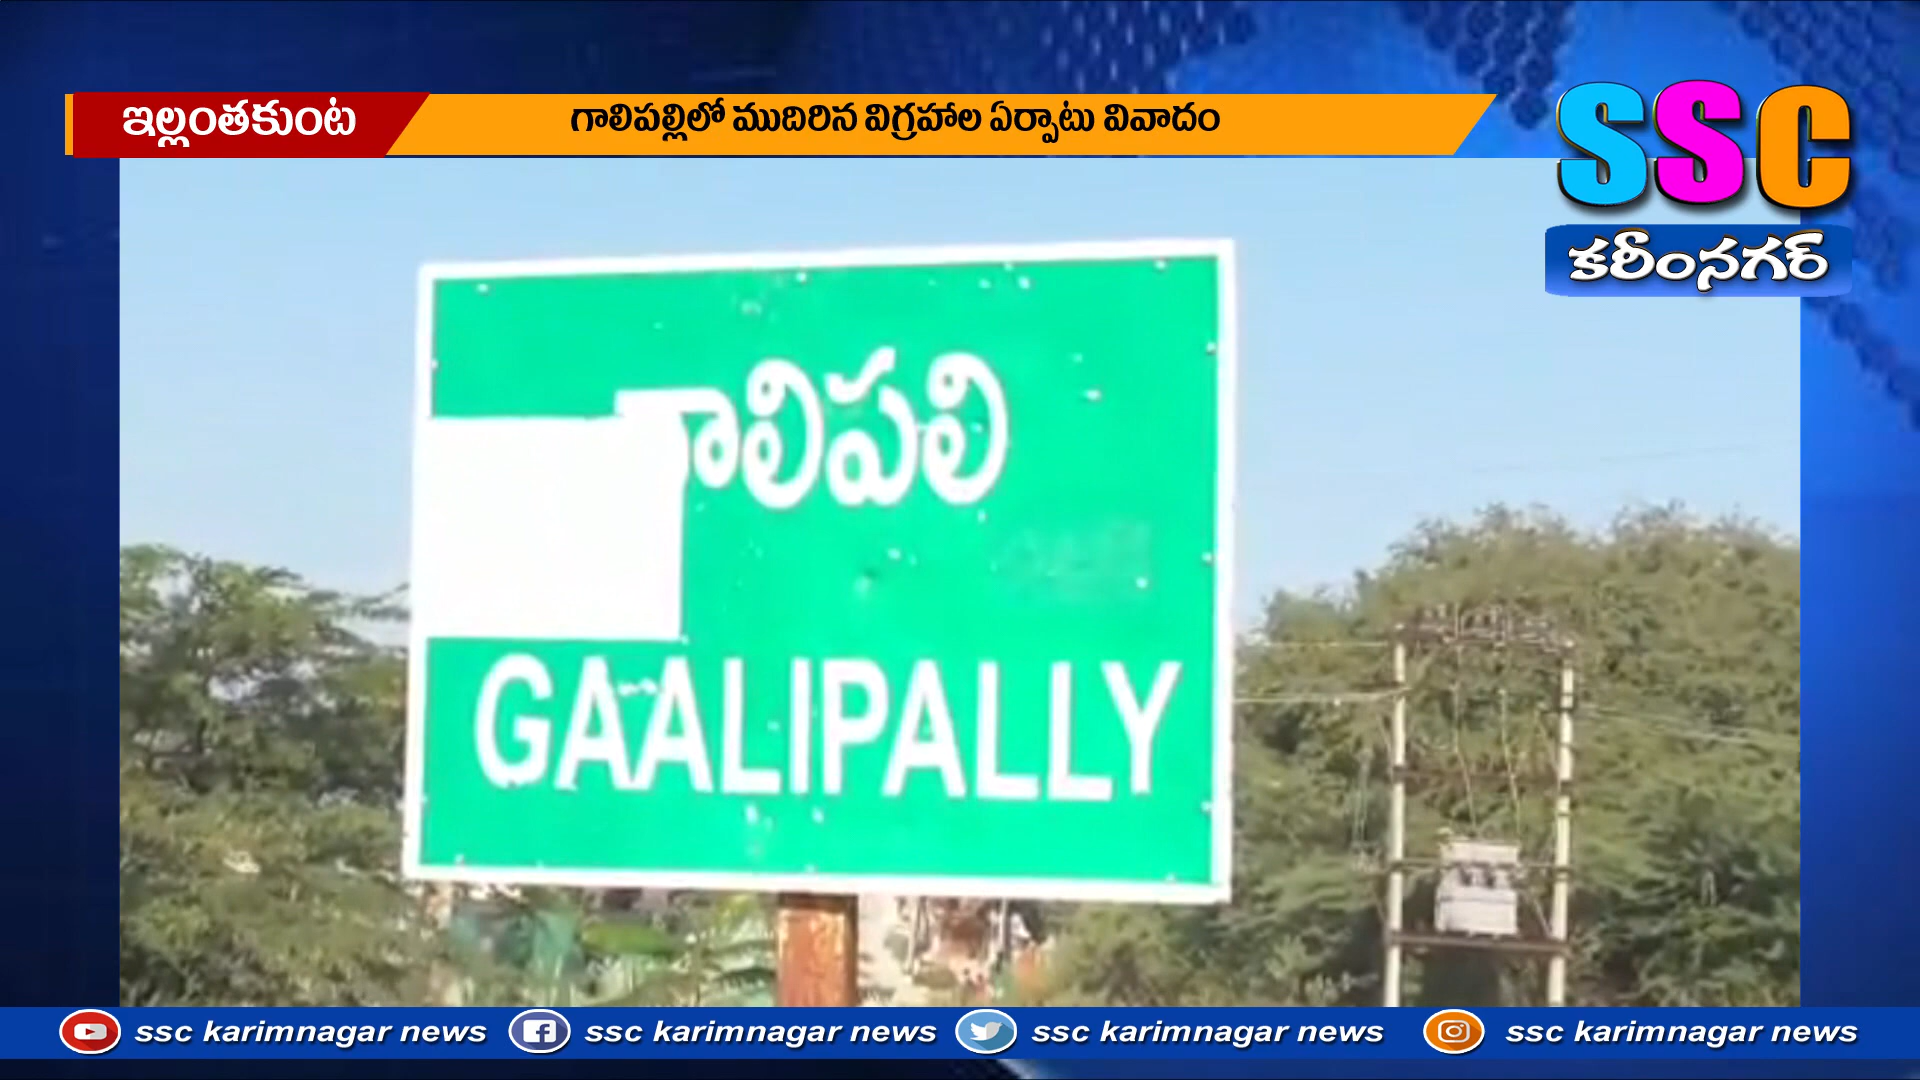 ఇల్లంతకుంట
గాలిపల్లిలో ముదిరిన విగ్రహాల ఏర్పాటు వివాదం
SSC
కరీంనగర్
గాలిపలి
GAALIPALLY
ssc karimnagar news
ssc karimnagar news
ssc karimnagar news
ssc karimnagar news